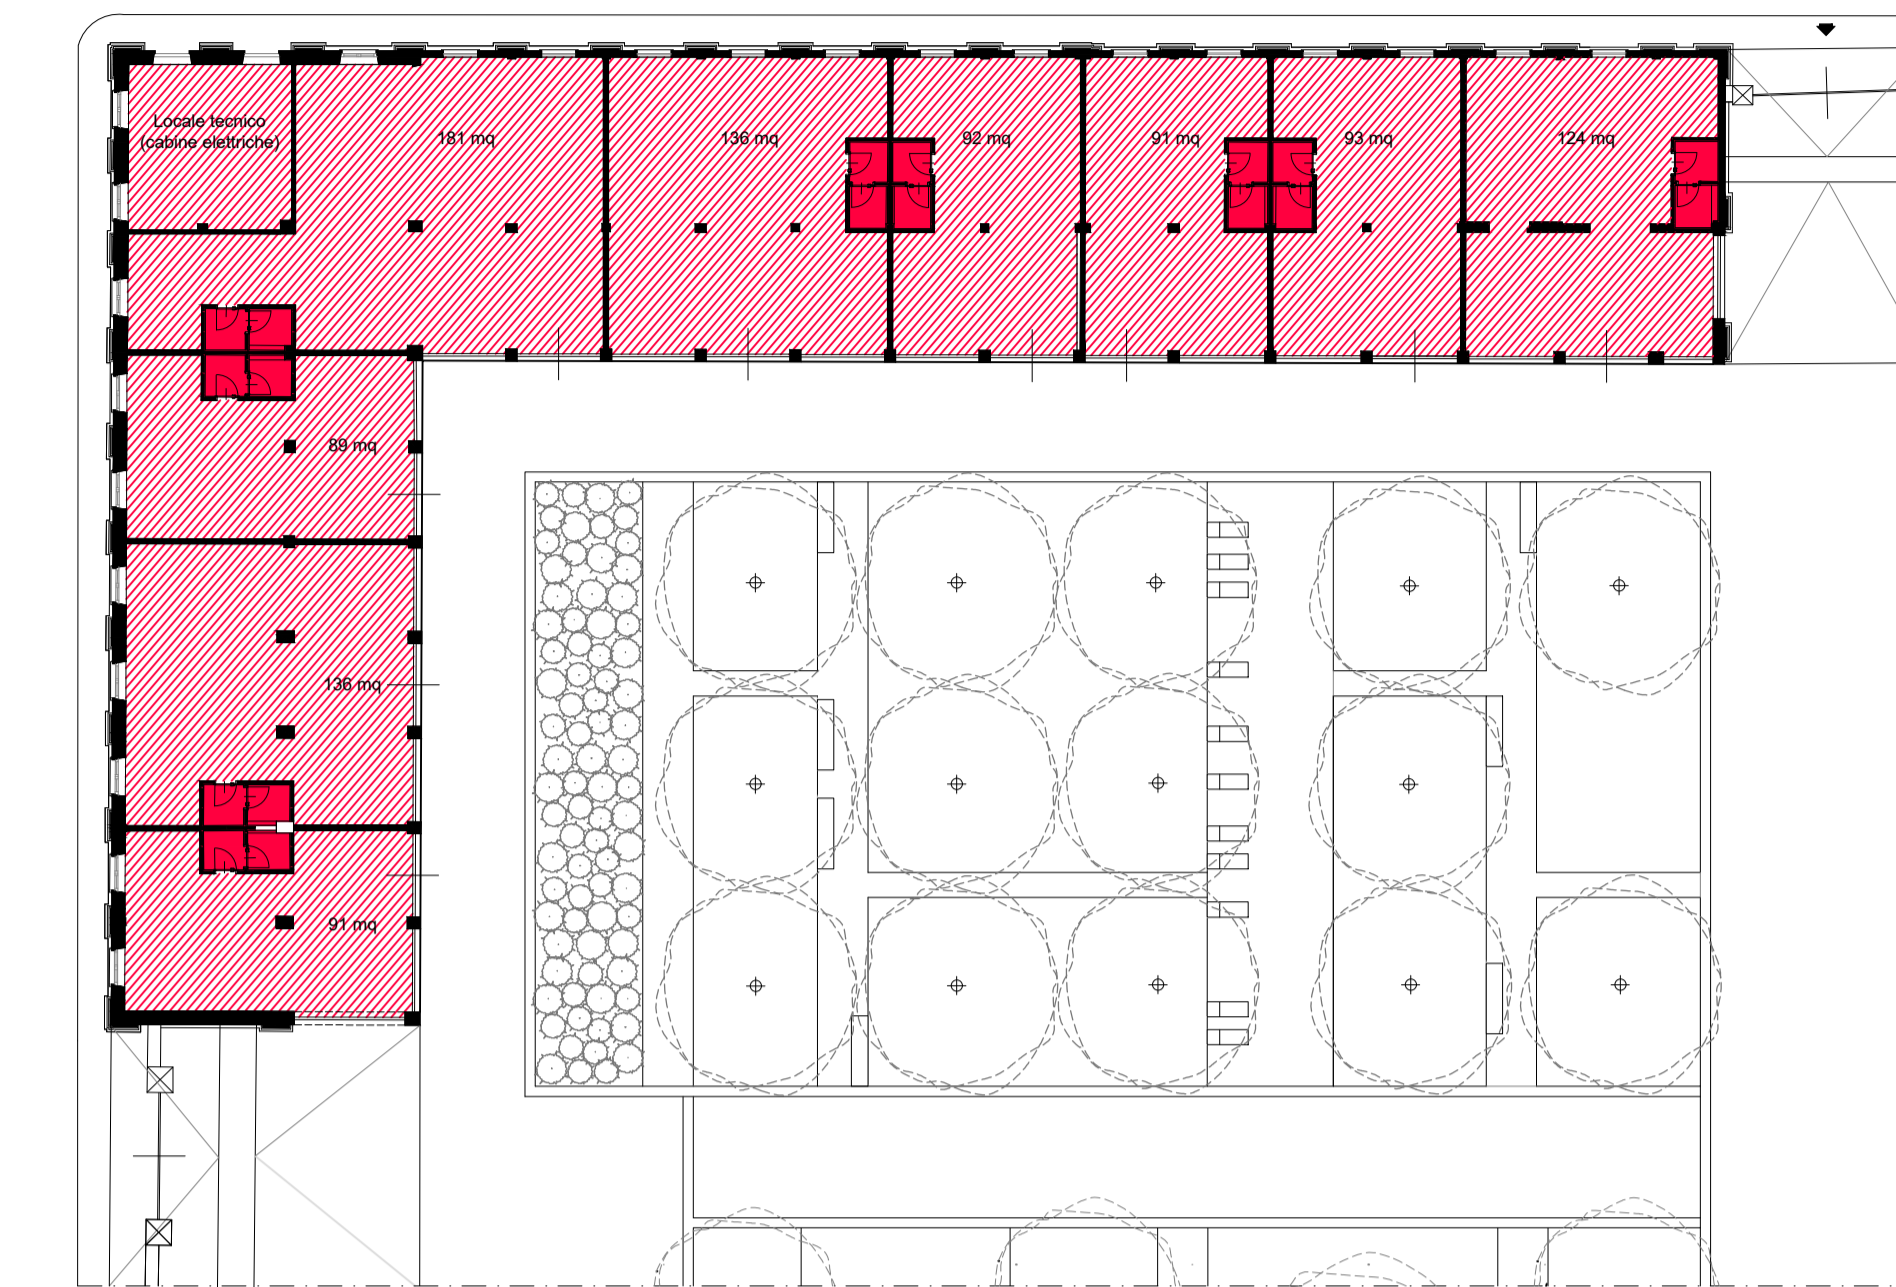 Locale tecnico
(cabine elettriche)
181 mq
136 mq
92 mq
91 mq
93 mq
124 mq
89 mq
136 mq
91 mq